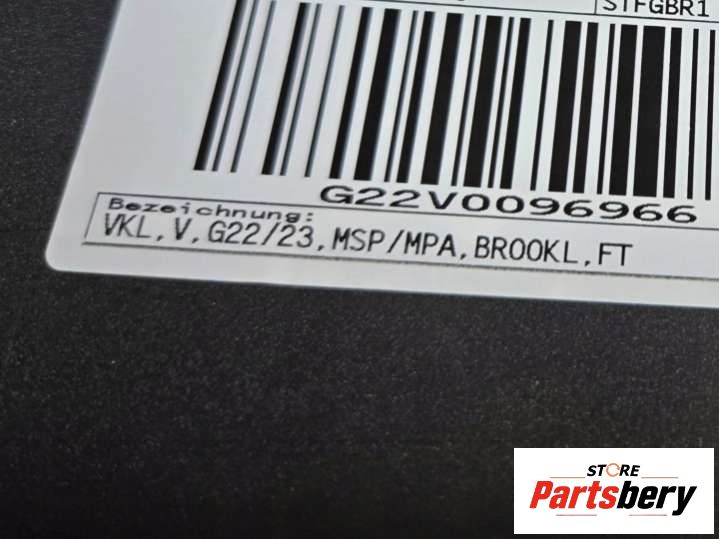 STFGBR1
G22V0096966
Bezeichnung:
VKL,V,G22/23,MSP/MPA,BROOKL,FT
STORE
Partsbery